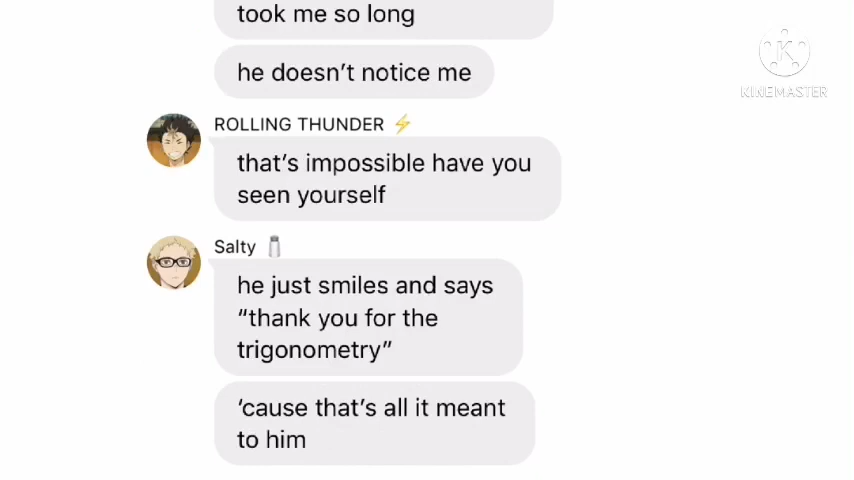 took me so long
he doesn’t notice me
K
KINEMASTER
ROLLING THUNDER ⚡
that’s impossible have you
seen yourself
Salty 🧂
he just smiles and says
“thank you for the
trigonometry”
‘cause that’s all it meant
to him